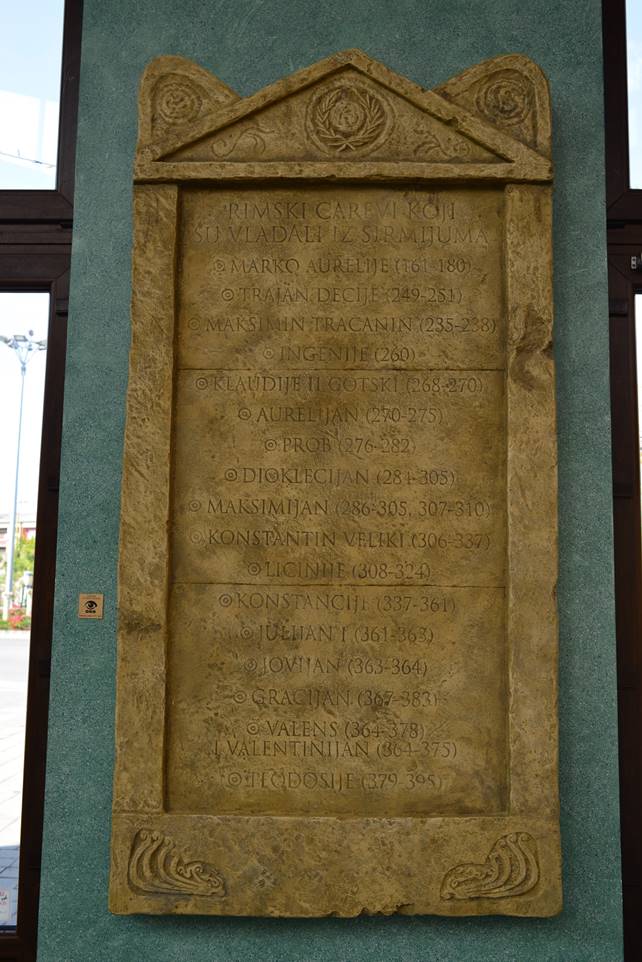 RIMSKI CAREVI KOJI
SU VLADALI IZ SIRMIJUMA
MARKO AURELIJE (161-180)
TRAJAN DECIJE (249-251)
MAKSIMIN TRAČANIN (235-238)
INGENIJE (260)
KLAUDIJE II GOTSKI (268-270)
AURELIJAN (270-275)
PROB (276-282)
DIOKLECIJAN (284-305)
MAKSIMIJAN (286-305, 307-310)
KONSTANTIN VELIKI (306-337)
LICINIJE (308-324)
KONSTANCIJE (337-361)
JULIJAN I (361-363)
JOVIJAN (363-364)
GRACIJAN (367-383)
VALENS (364-378)
I VALENTINIJAN (364-375)
TEODOSIJE (379-395)